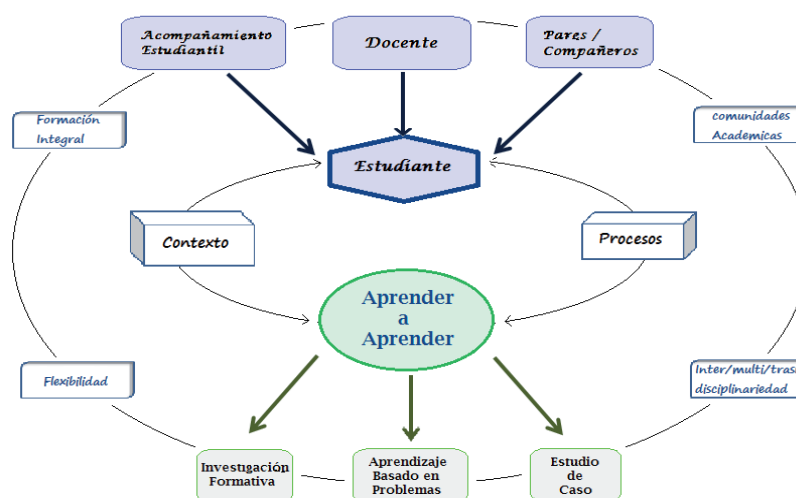 Acompañamiento
Estudiantil
Docente
Pares /
Compañeros
Formación
Integral
comunidades
Academicas
Estudiante
Contexto
Procesos
Aprender
a
Aprender
Flexibilidad
Inter/multi/tras
disciplinariedad
Investigación
Formativa
Aprendizaje
Basado en
Problemas
Estudio
de
Caso